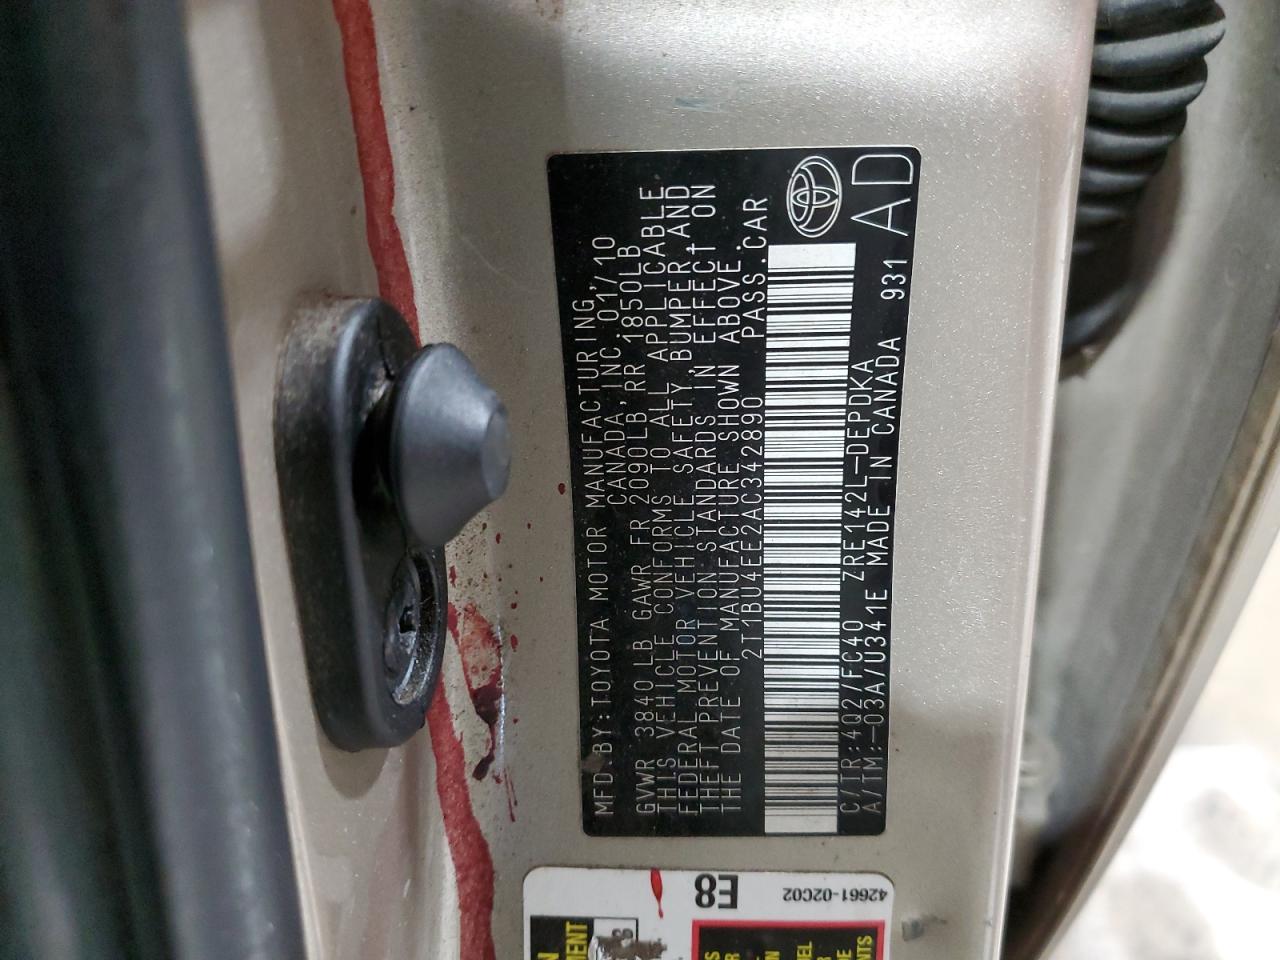 MFD.BY:TOYOTA MOTOR MANUFACTURING,
CANADA,INC. 01/10
GVWR 3840LB GAWR FR 2090LB,RR 1850LB
THIS VEHICLE CONFORMS TO ALL APPLICABLE
FEDERAL MOTOR VEHICLE SAFETY,BUMPER,AND
THEFT PREVENTION STANDARDS IN EFFECT ON
THE DATE OF MANUFACTURE SHOWN ABOVE.
2T1BU4EE2AC342890 PASS.CAR
C/TR:4Q2/FC40 ZRE142L-DEPDKA
A/TM:-03A/U341E MADE IN CANADA 931
AD
E8
42661-02C02